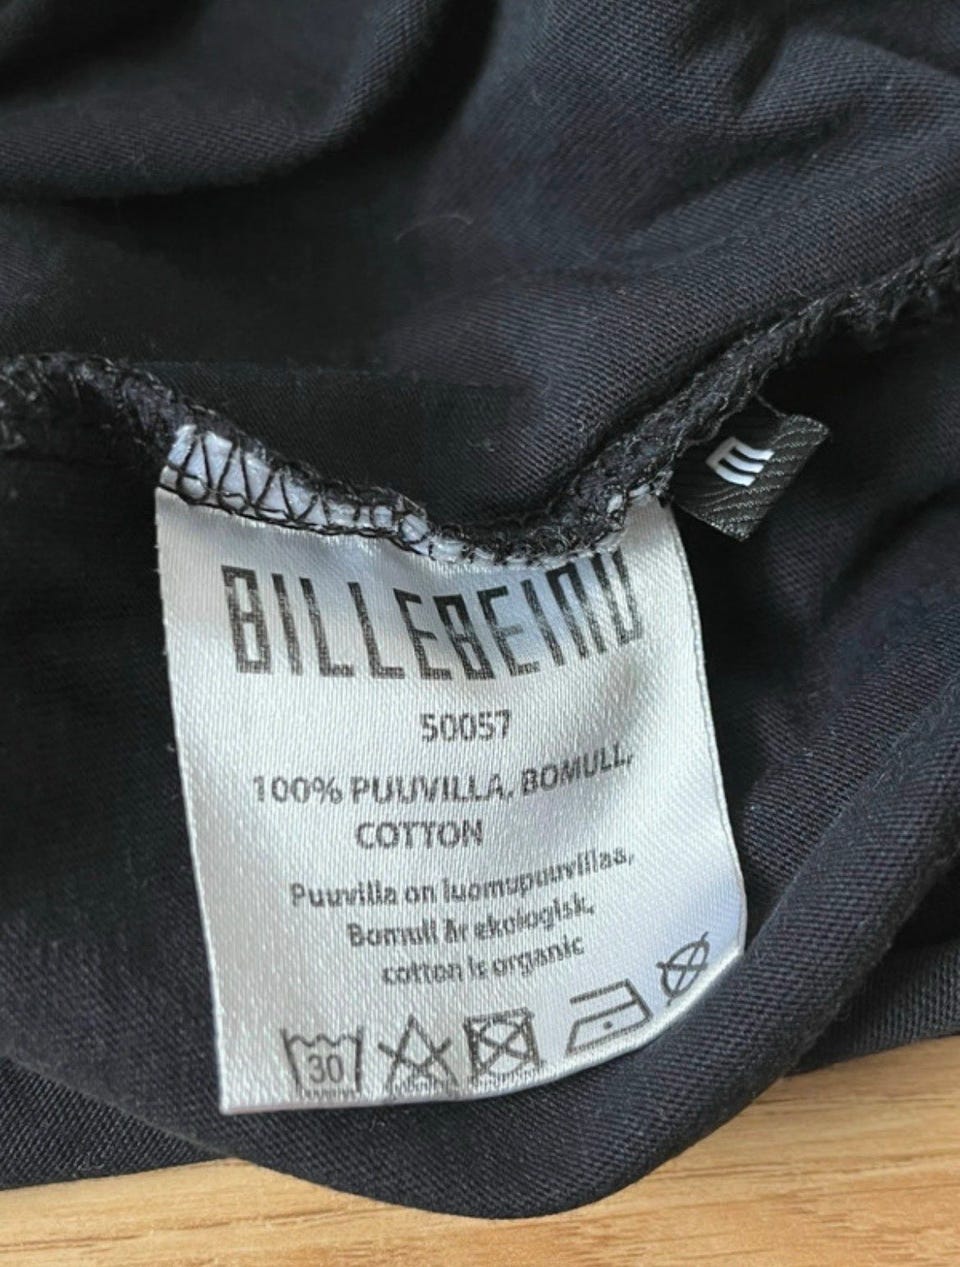 BILLEBEINO
50057
100% PUUVILLA, BOMULL,
COTTON
Puuvilla on luomupuuvillaa,
Bomull är ekologisk,
cotton is organic
30